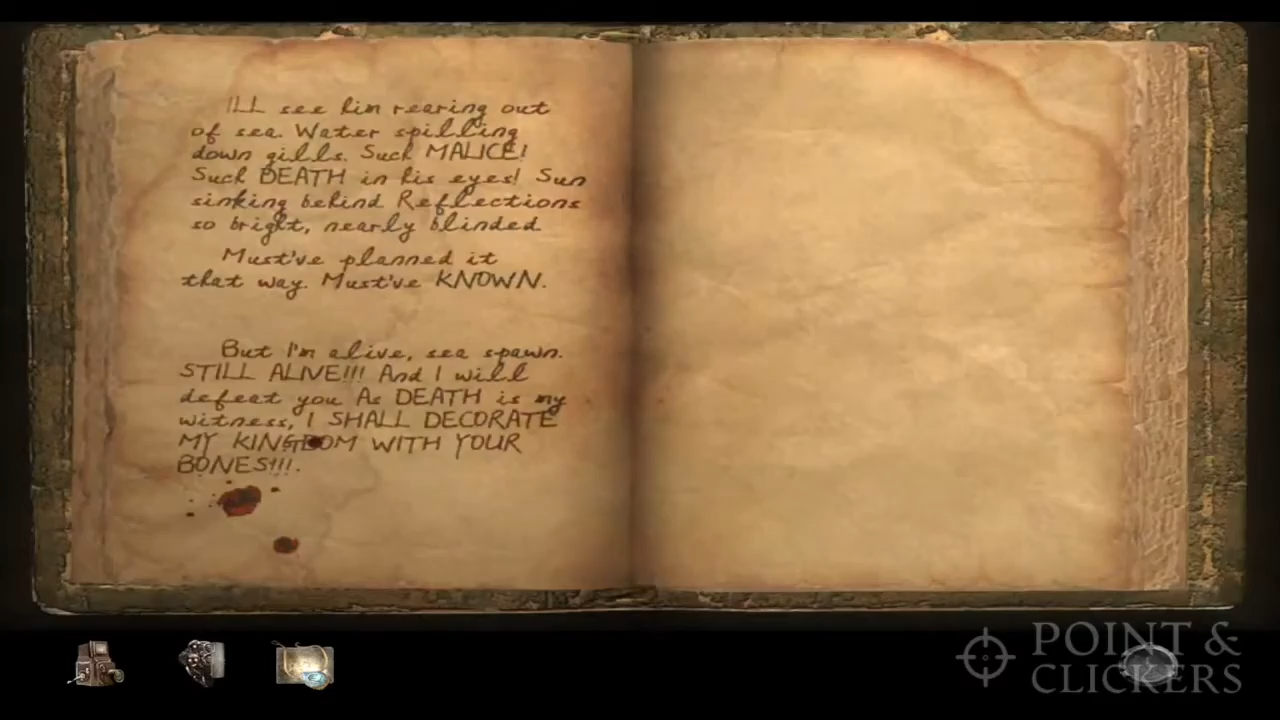 ILL see him rearing out
of sea. Water spilling
down gills. Such MALICE!
Such DEATH in his eyes! Sun
sinking behind Reflections
so bright, nearly blinded.
Must've planned it
that way. Must've KNOWN.
But I'm alive, sea spawn.
STILL ALIVE!!! And I will
defeat you As DEATH is my
witness, I SHALL DECORATE
MY KINGDOM WITH YOUR
BONES!!!.
POINT &
CLICKERS